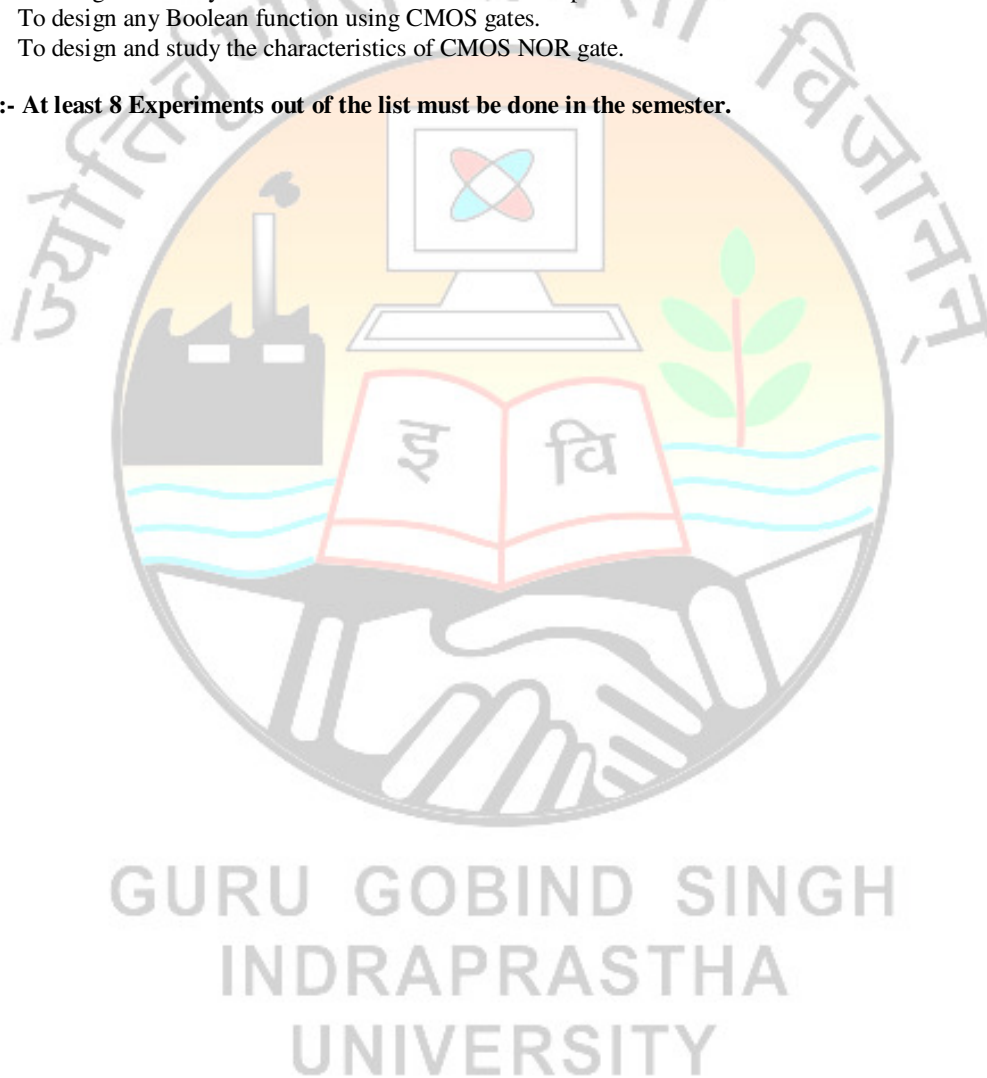 To design any Boolean function using CMOS gates.
To design and study the characteristics of CMOS NOR gate.
:- At least 8 Experiments out of the list must be done in the semester.
इ वि
GURU GOBIND SINGH
INDRAPRASTHA
UNIVERSITY